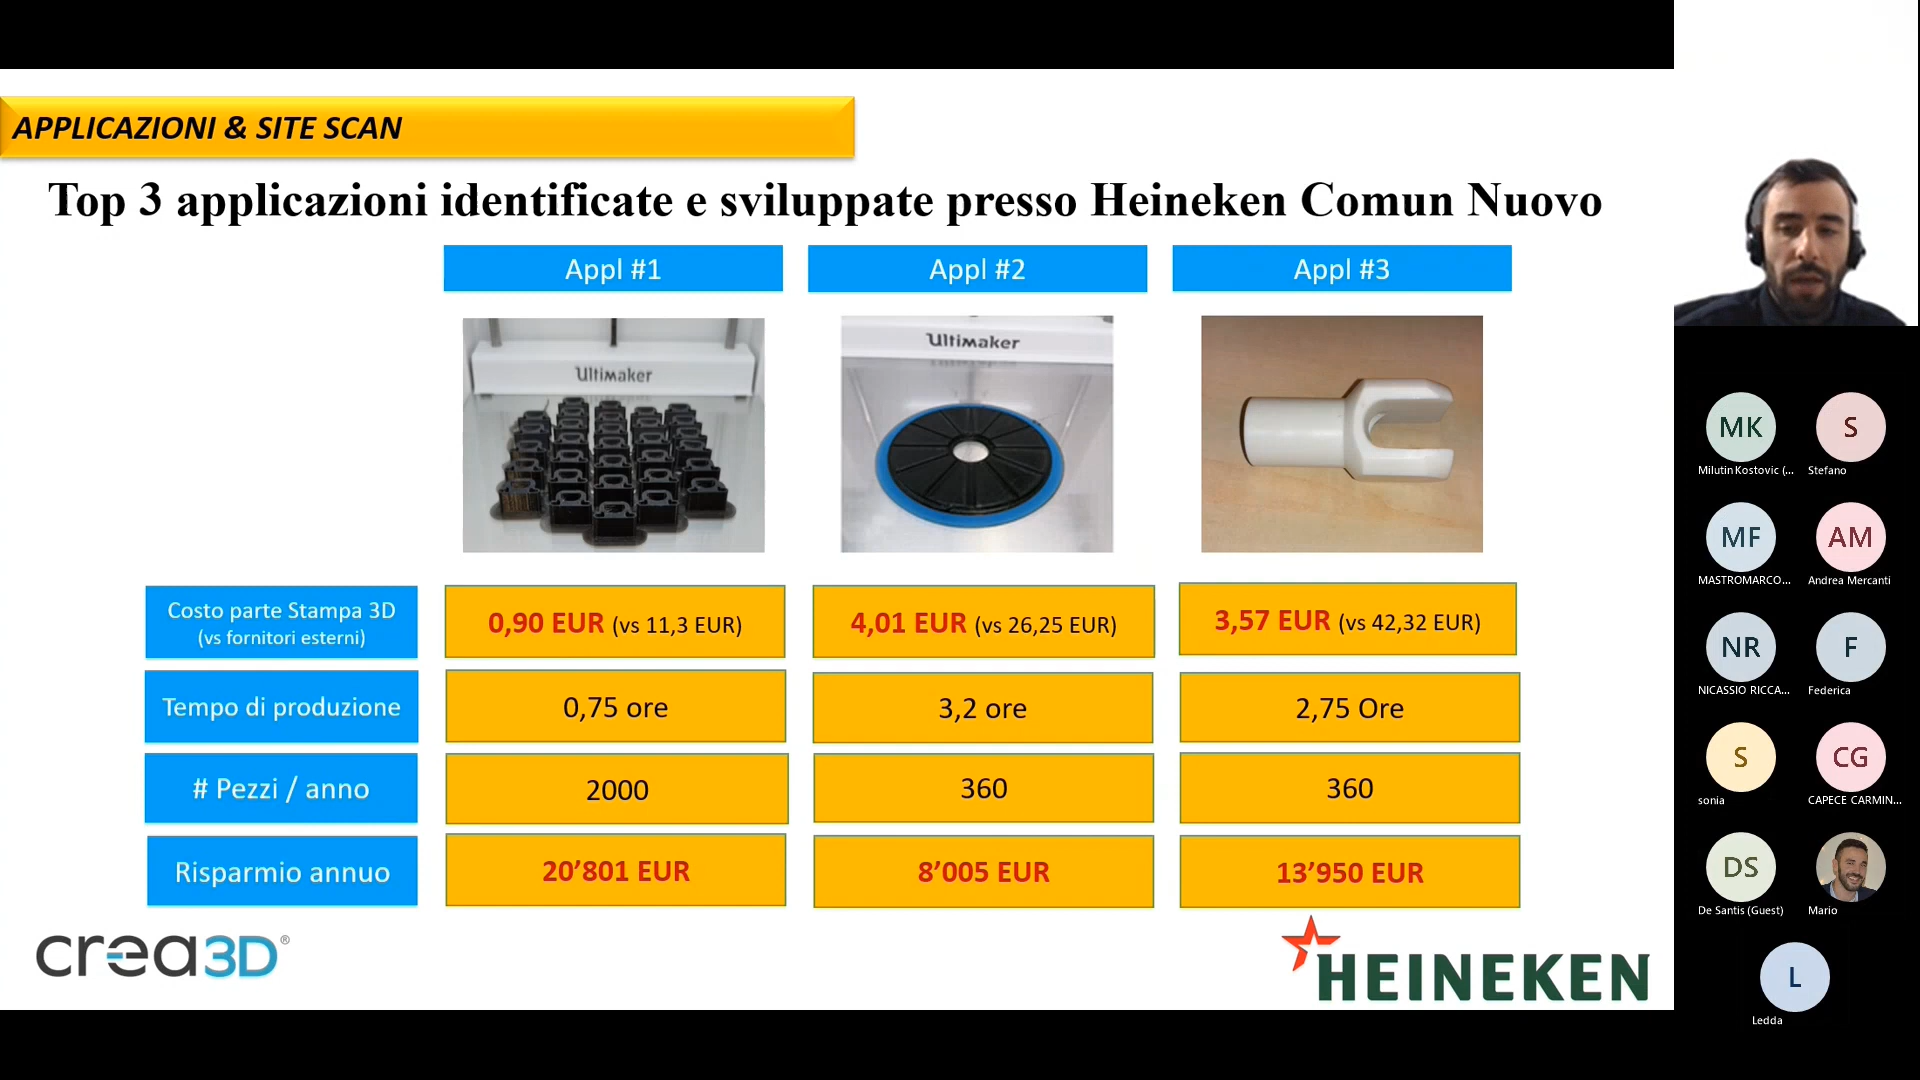 APPLICAZIONI & SITE SCAN
Top 3 applicazioni identificate e sviluppate presso Heineken Comun Nuovo
Appl #1
Appl #2
Appl #3
Ultimaker
Ultimaker
Costo parte Stampa 3D
(vs fornitori esterni)
0,90 EUR (vs 11,3 EUR)
4,01 EUR (vs 26,25 EUR)
3,57 EUR (vs 42,32 EUR)
Tempo di produzione
0,75 ore
3,2 ore
2,75 Ore
# Pezzi / anno
2000
360
360
Risparmio annuo
20’801 EUR
8’005 EUR
13’950 EUR
crea3D®
HEINEKEN
MK
Milutin Kostovic (...
S
Stefano
MF
MASTROMARCO...
AM
Andrea Mercanti
NR
NICASSIO RICCA...
F
Federica
S
sonia
CG
CAPECE CARMIN...
DS
De Santis (Guest)
Mario
L
Ledda